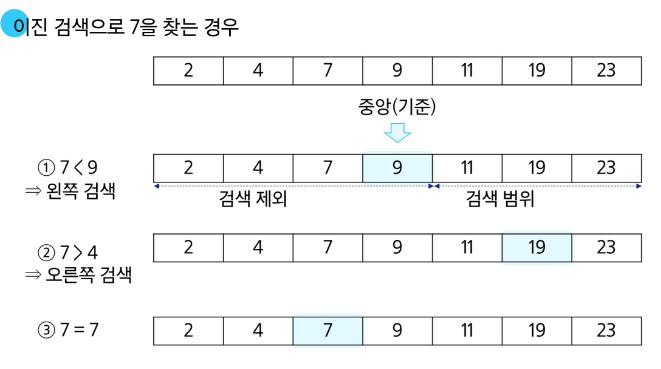 이진 검색으로 7을 찾는 경우
2 4 7 9 11 19 23
중앙(기준)
① 7 < 9
⇒ 왼쪽 검색
2 4 7 9 11 19 23
검색 제외 검색 범위
② 7 > 4
⇒ 오른쪽 검색
2 4 7 9 11 19 23
③ 7 = 7
2 4 7 9 11 19 23